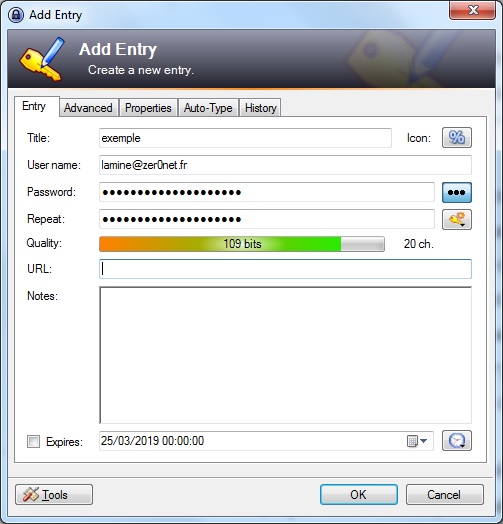 Add Entry
Add Entry
Create a new entry.
Entry Advanced Properties Auto-Type History
Title: exemple Icon:
User name: lamine@zer0net.fr
Password: ●●●●●●●●●●●●●●●●●●●● ●●●
Repeat: ●●●●●●●●●●●●●●●●●●●●
Quality: 109 bits 20 ch.
URL:
Notes:
Expires: 25/03/2019 00:00:00
Tools OK Cancel